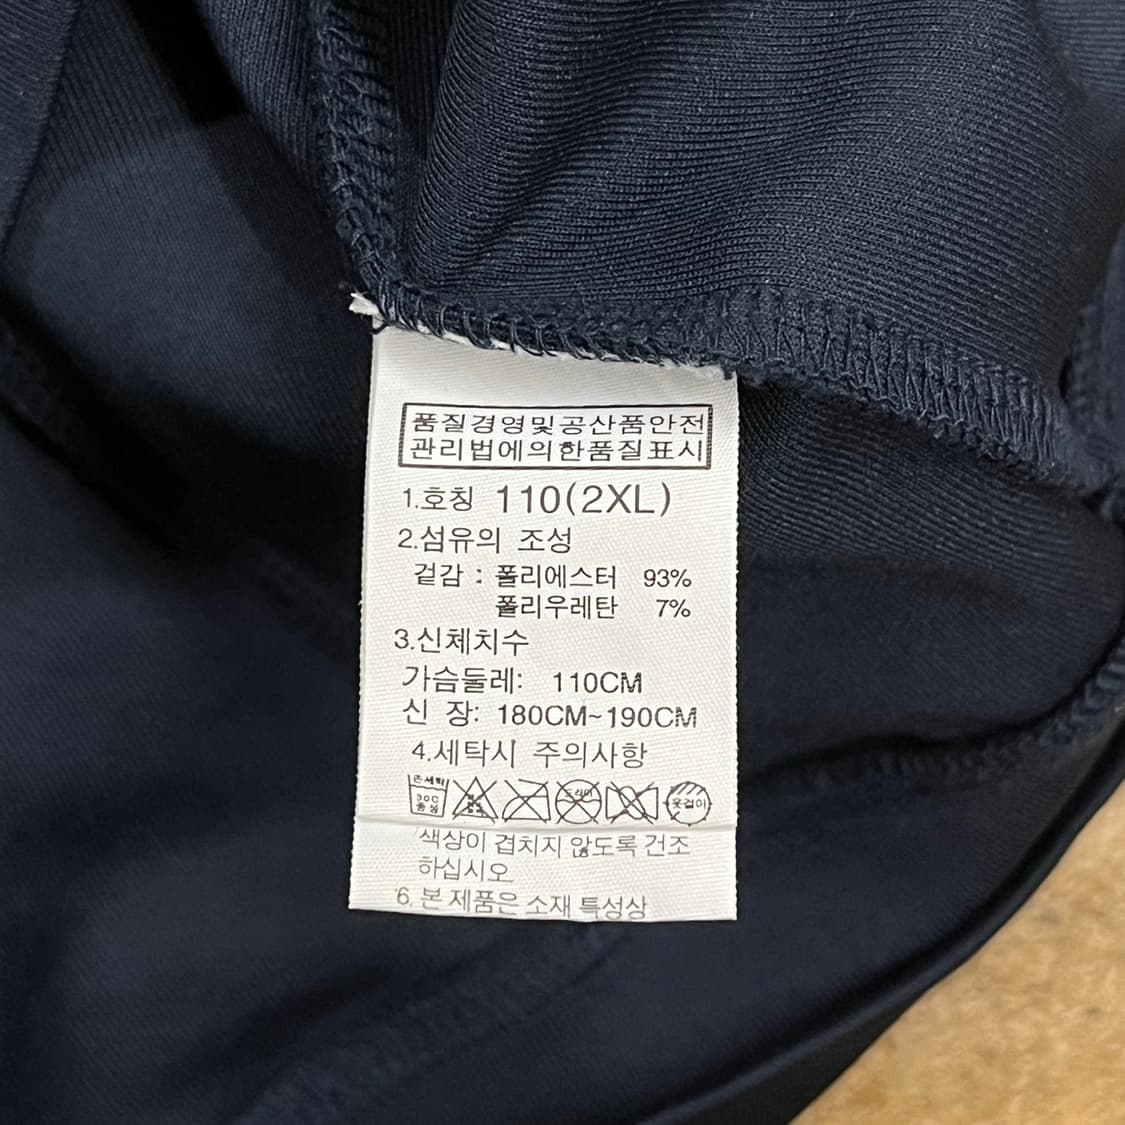 품질경영및공산품안전
관리법에의한품질표시
1.호칭 110(2XL)
2.섬유의 조성
겉감 : 폴리에스터 93%
폴리우레탄 7%
3.신체치수
가슴둘레: 110CM
신 장: 180CM~190CM
4.세탁시 주의사항
손세탁 30C 중성 드라이 옷걸이
색상이 겹치지 않도록 건조
하십시오
6. 본 제품은 소재 특성상